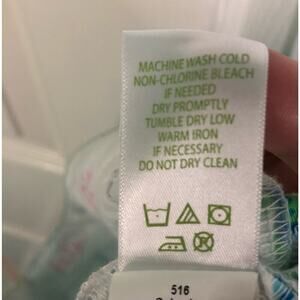 MACHINE WASH COLD
NON-CHLORINE BLEACH
IF NEEDED
DRY PROMPTLY
TUMBLE DRY LOW
WARM IRON
IF NECESSARY
DO NOT DRY CLEAN
516